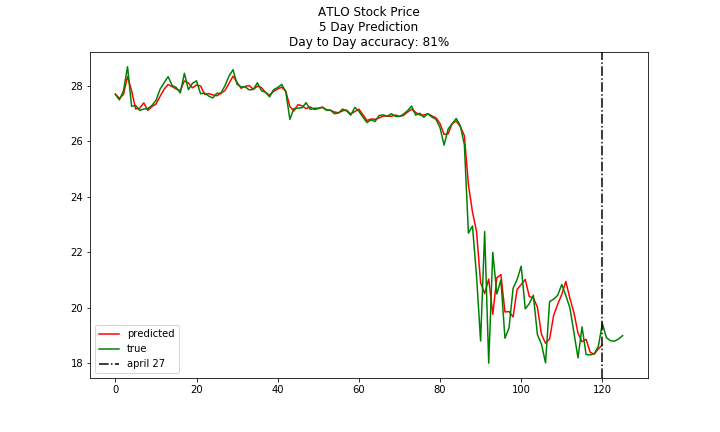 ATLO Stock Price
5 Day Prediction
Day to Day accuracy: 81%
28
26
24
22
20
18
predicted
true
april 27
0 20 40 60 80 100 120